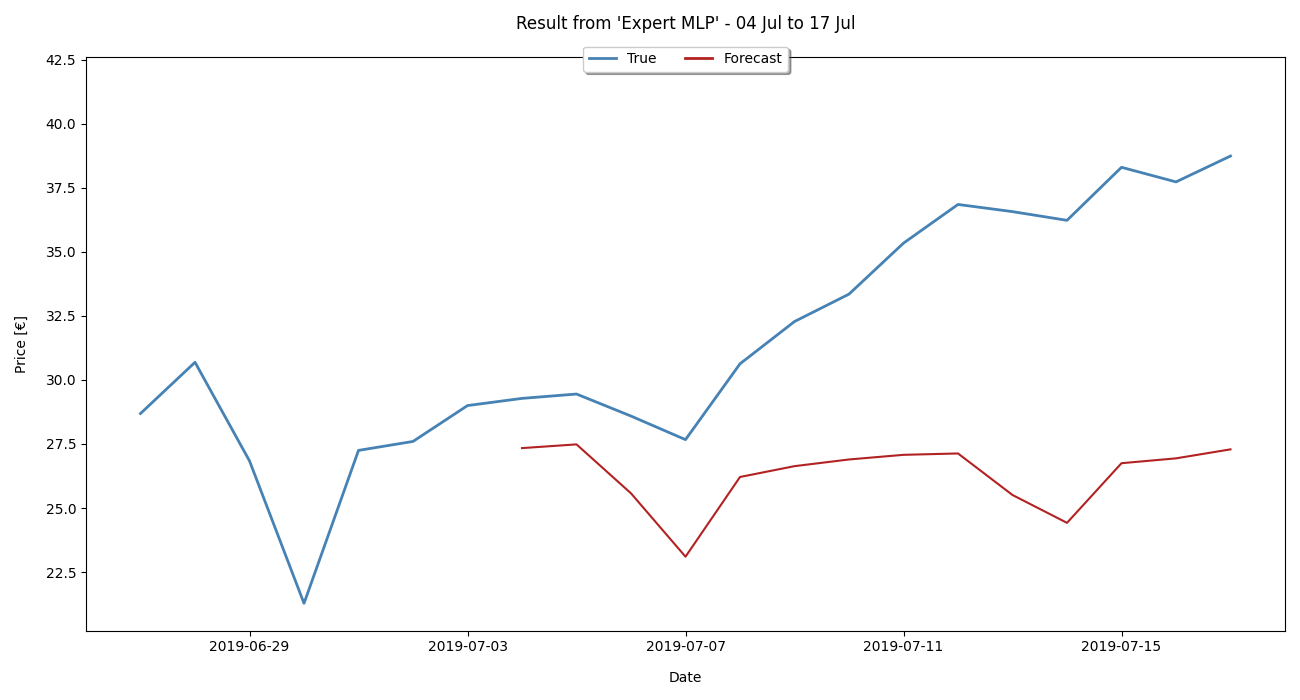 Result from 'Expert MLP' - 04 Jul to 17 Jul
True Forecast
42.5
40.0
37.5
35.0
32.5
30.0
27.5
25.0
22.5
Price [€]
2019-06-29 2019-07-03 2019-07-07 2019-07-11 2019-07-15
Date